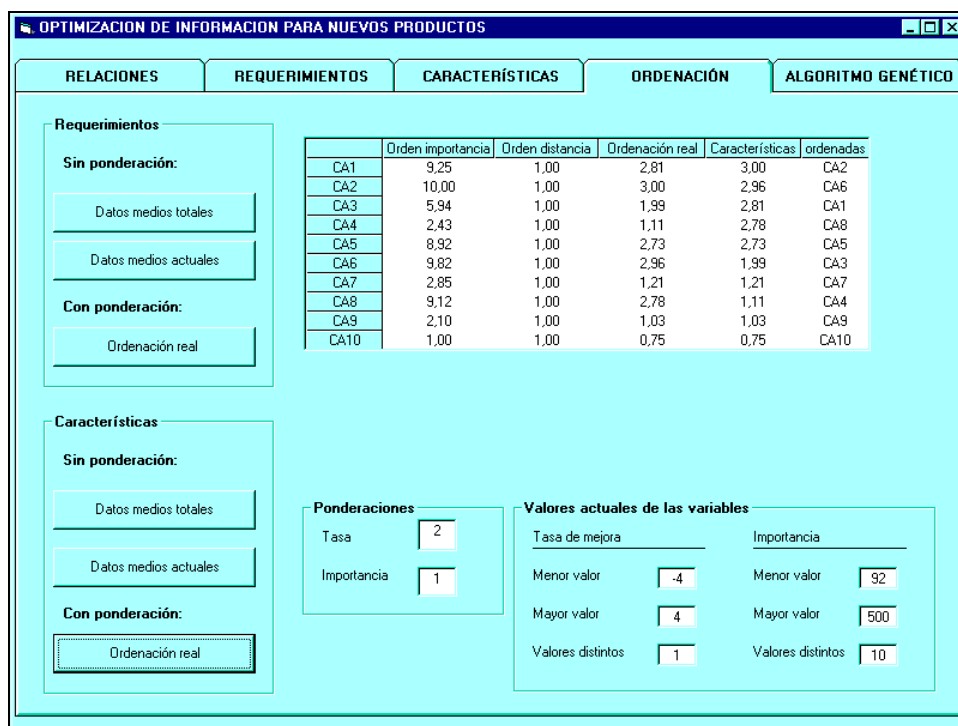 OPTIMIZACION DE INFORMACION PARA NUEVOS PRODUCTOS
RELACIONES REQUERIMIENTOS CARACTERÍSTICAS ORDENACIÓN ALGORITMO GENÉTICO
Requerimientos
Sin ponderación:
Datos medios totales
Datos medios actuales
Con ponderación:
Ordenación real
Orden importancia Orden distancia Ordenación real Características ordenadas
CA1 9,25 1,00 2,81 3,00 CA2
CA2 10,00 1,00 3,00 2,96 CA6
CA3 5,94 1,00 1,99 2,81 CA1
CA4 2,43 1,00 1,11 2,78 CA8
CA5 8,92 1,00 2,73 2,73 CA5
CA6 9,82 1,00 2,96 1,99 CA3
CA7 2,85 1,00 1,21 1,21 CA7
CA8 9,12 1,00 2,78 1,11 CA4
CA9 2,10 1,00 1,03 1,03 CA9
CA10 1,00 1,00 0,75 0,75 CA10
Características
Sin ponderación:
Datos medios totales
Datos medios actuales
Con ponderación:
Ordenación real
Ponderaciones
Tasa 2
Importancia 1
Valores actuales de las variables
Tasa de mejora Importancia
Menor valor -4 Menor valor 92
Mayor valor 4 Mayor valor 500
Valores distintos 1 Valores distintos 10